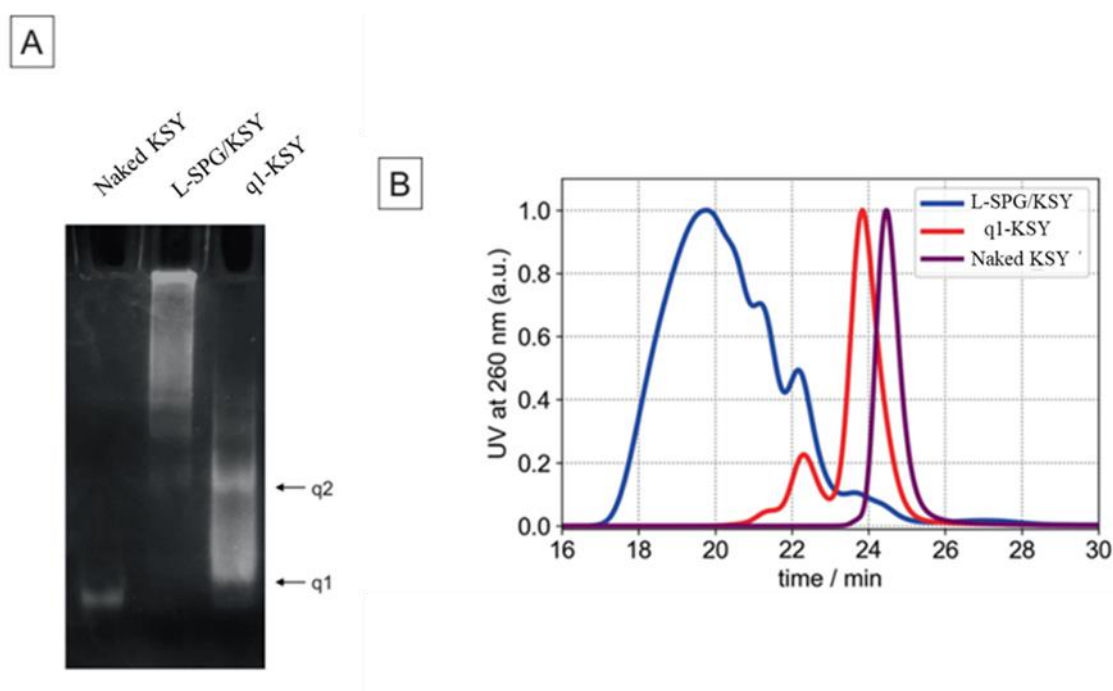 A
Naked KSY
L-SPG/KSY
q1-KSY
q2
q1
B
UV at 260 nm (a.u.)
1.0
0.8
0.6
0.4
0.2
0.0
16 18 20 22 24 26 28 30
time / min
L-SPG/KSY
q1-KSY
Naked KSY